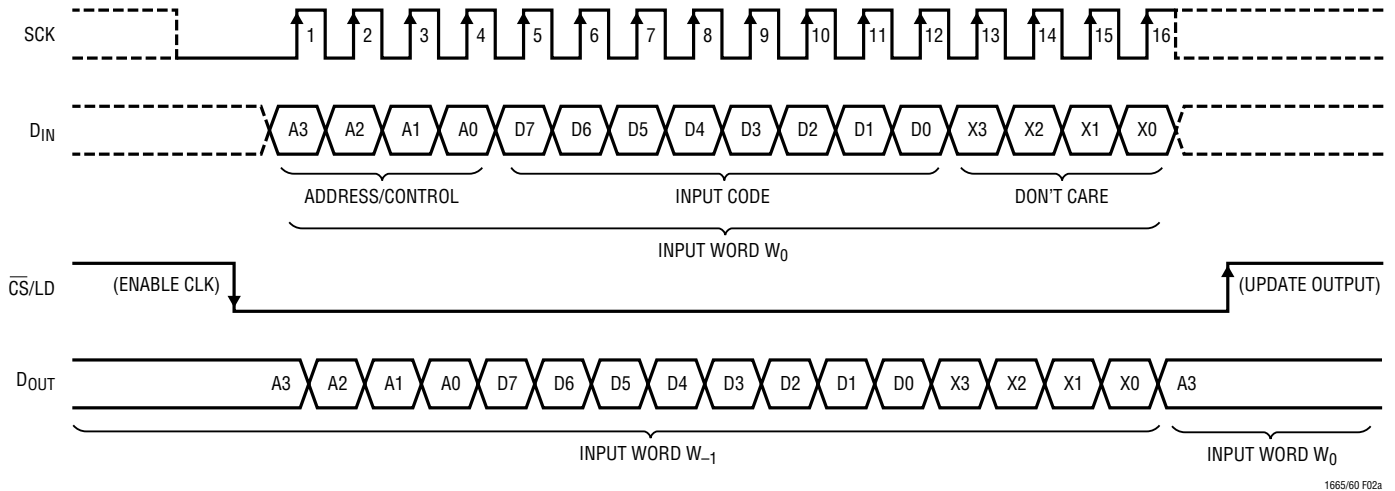 SCK 1 2 3 4 5 6 7 8 9 10 11 12 13 14 15 16
DIN A3 A2 A1 A0 D7 D6 D5 D4 D3 D2 D1 D0 X3 X2 X1 X0
ADDRESS/CONTROL INPUT CODE DON'T CARE
INPUT WORD W0
C̅S̅/LD (ENABLE CLK) (UPDATE OUTPUT)
DOUT A3 A2 A1 A0 D7 D6 D5 D4 D3 D2 D1 D0 X3 X2 X1 X0 A3
INPUT WORD W–1 INPUT WORD W0
1665/60 F02a